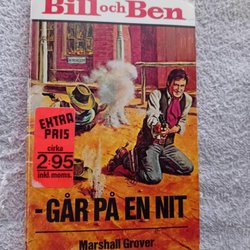 Bill och Ben
EXTRA
PRIS
cirka
2:95
inkl. moms.
- GÅR PÅ EN NIT
Marshall Grover